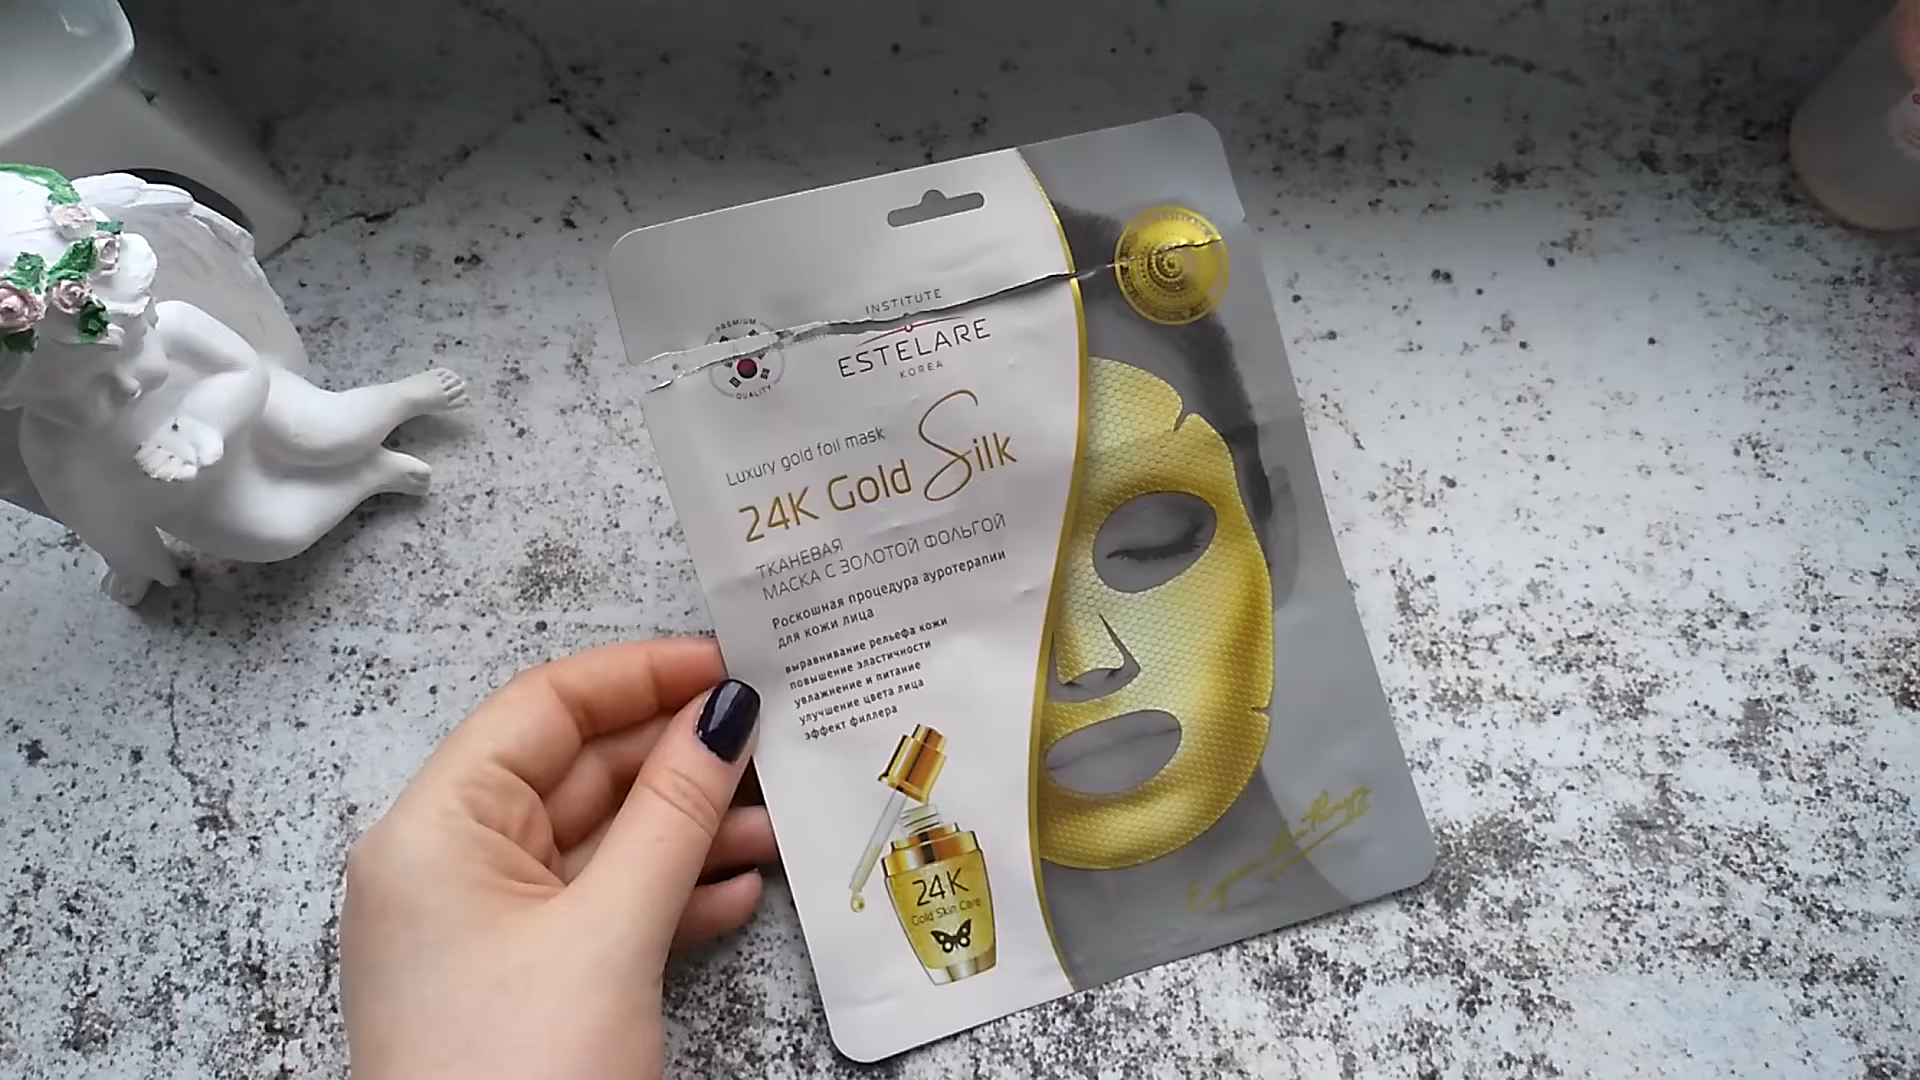 INSTITUTE
ESTELARE
KOREA
PREMIUM
QUALITY
Luxury gold foil mask
24K Gold Silk
ТКАНЕВАЯ
МАСКА С ЗОЛОТОЙ ФОЛЬГОЙ
Роскошная процедура ауротерапии
для кожи лица
выравнивание рельефа кожи
повышение эластичности
увлажнение и питание
улучшение цвета лица
эффект филлера
24K
Gold Skin Care